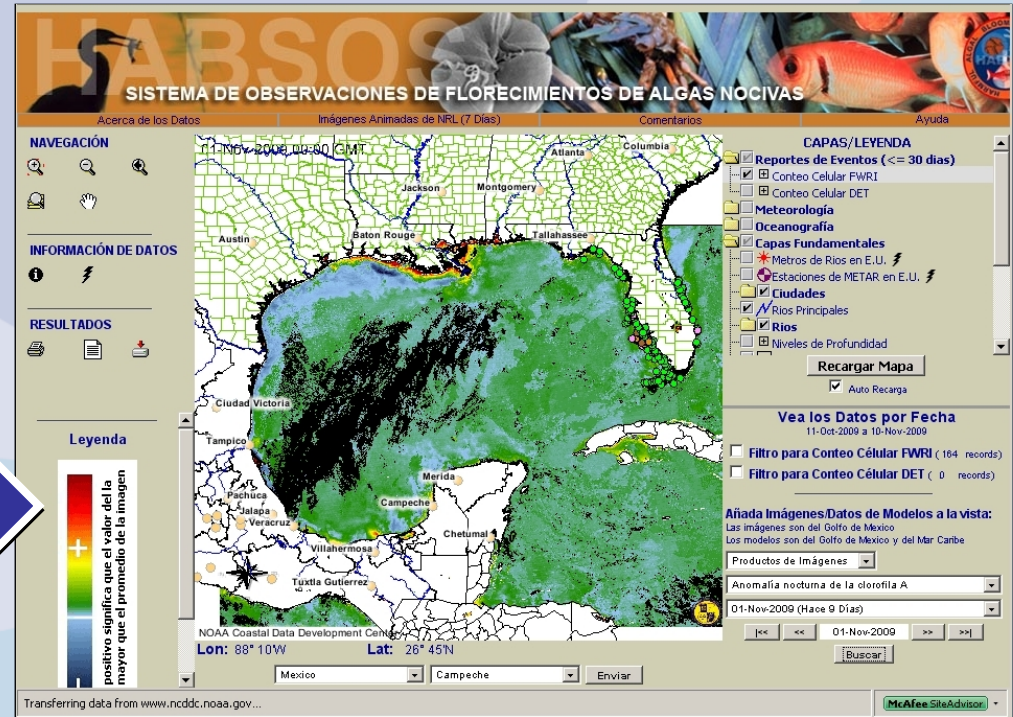 HABSOS
SISTEMA DE OBSERVACIONES DE FLORECIMIENTOS DE ALGAS NOCIVAS
Acerca de los Datos
Imágenes Animadas de NRL (7 Días)
Comentarios
Ayuda
NAVEGACIÓN
INFORMACIÓN DE DATOS
RESULTADOS
Leyenda
positivo significa que el valor del la
mayor que el promedio de la imagen
01-Nov-2009 00:00 GMT
Atlanta
Columbia
Jackson
Montgomery
Austin
Baton Rouge
Tallahassee
Ciudad Victoria
Tampico
Merida
Pachuca
Campeche
Jalapa
Veracruz
Chetumal
Villahermosa
Tuxtla Gutierrez
NOAA Coastal Data Development Center
Lon: 88° 10'W
Lat: 26° 45'N
Mexico
Campeche
Enviar
CAPAS/LEYENDA
Reportes de Eventos (<= 30 dias)
Conteo Celular FWRI
Conteo Celular DET
Meteorología
Oceanografía
Capas Fundamentales
Metros de Rios en E.U.
Estaciones de METAR en E.U.
Ciudades
Rios Principales
Rios
Niveles de Profundidad
Recargar Mapa
Auto Recarga
Vea los Datos por Fecha
11-Oct-2009 a 10-Nov-2009
Filtro para Conteo Célular FWRI ( 164 records)
Filtro para Conteo Célular DET ( 0 records)
Añada Imágenes/Datos de Modelos a la vista:
Las imágenes son del Golfo de Mexico
Los modelos son del Golfo de Mexico y del Mar Caribe
Productos de Imágenes
Anomalía nocturna de la clorofila A
01-Nov-2009 (Hace 9 Días)
|<< << 01-Nov-2009 >> >>|
Buscar
Transferring data from www.ncddc.noaa.gov...
McAfee SiteAdvisor